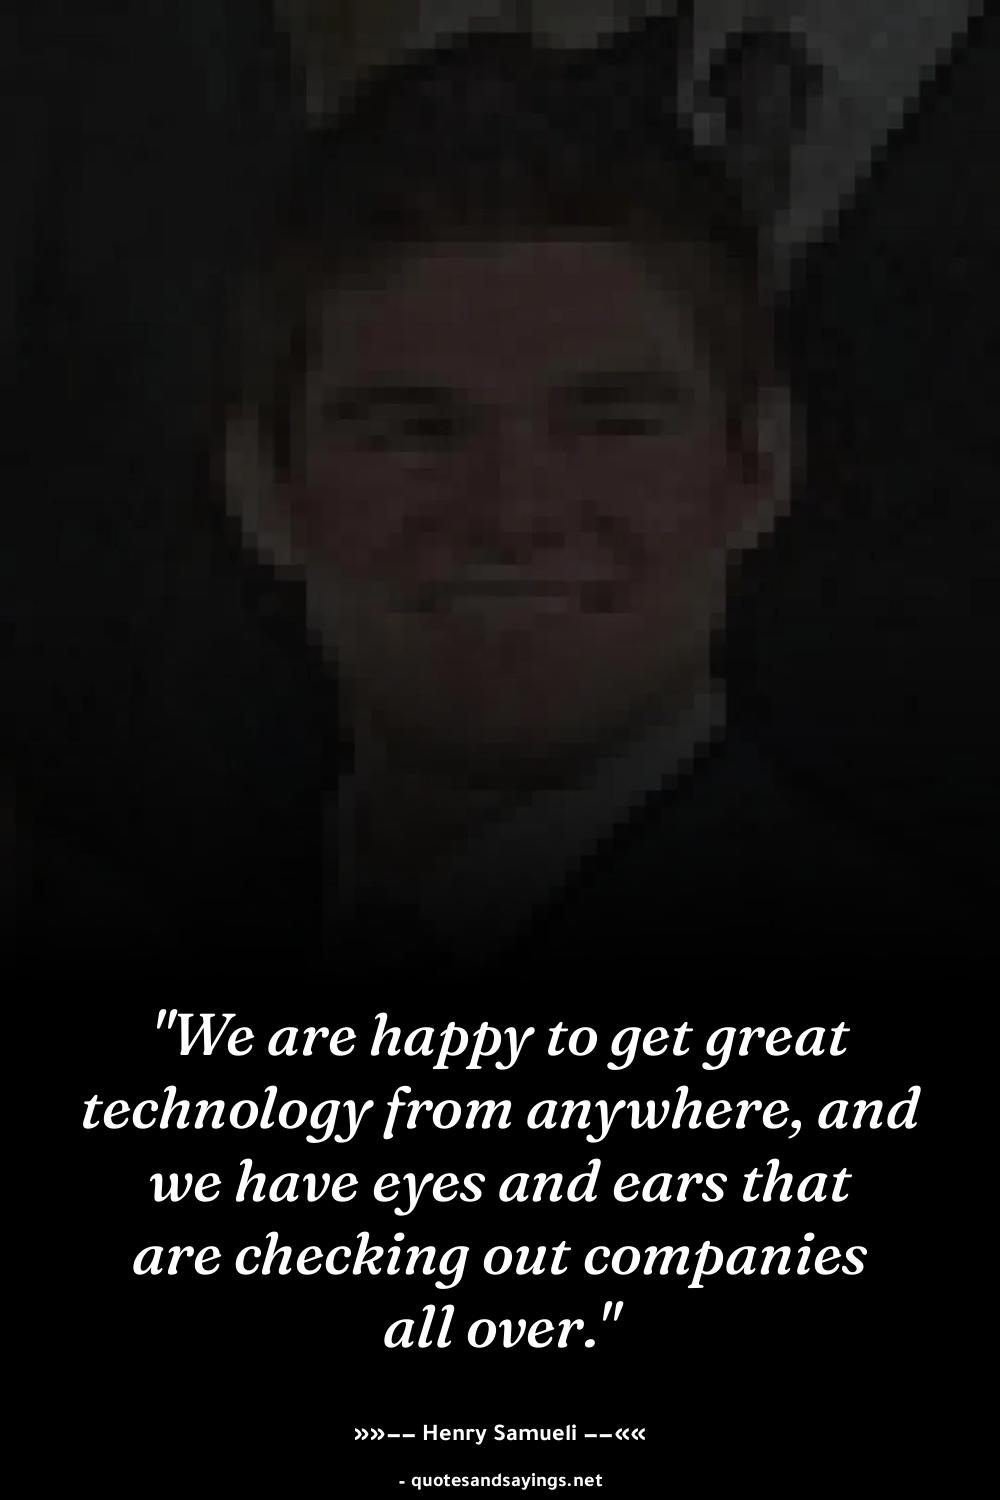 "We are happy to get great
technology from anywhere, and
we have eyes and ears that
are checking out companies
all over."
»»–– Henry Samueli ––««
- quotesandsayings.net